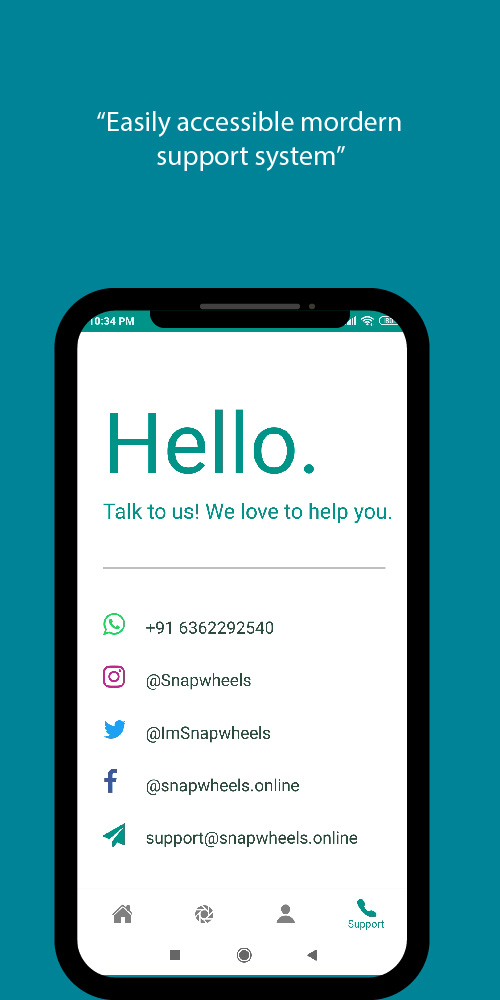 “Easily accessible mordern
support system”
10:34 PM
80
Hello.
Talk to us! We love to help you.
+91 6362292540
@Snapwheels
@ImSnapwheels
@snapwheels.online
support@snapwheels.online
Support